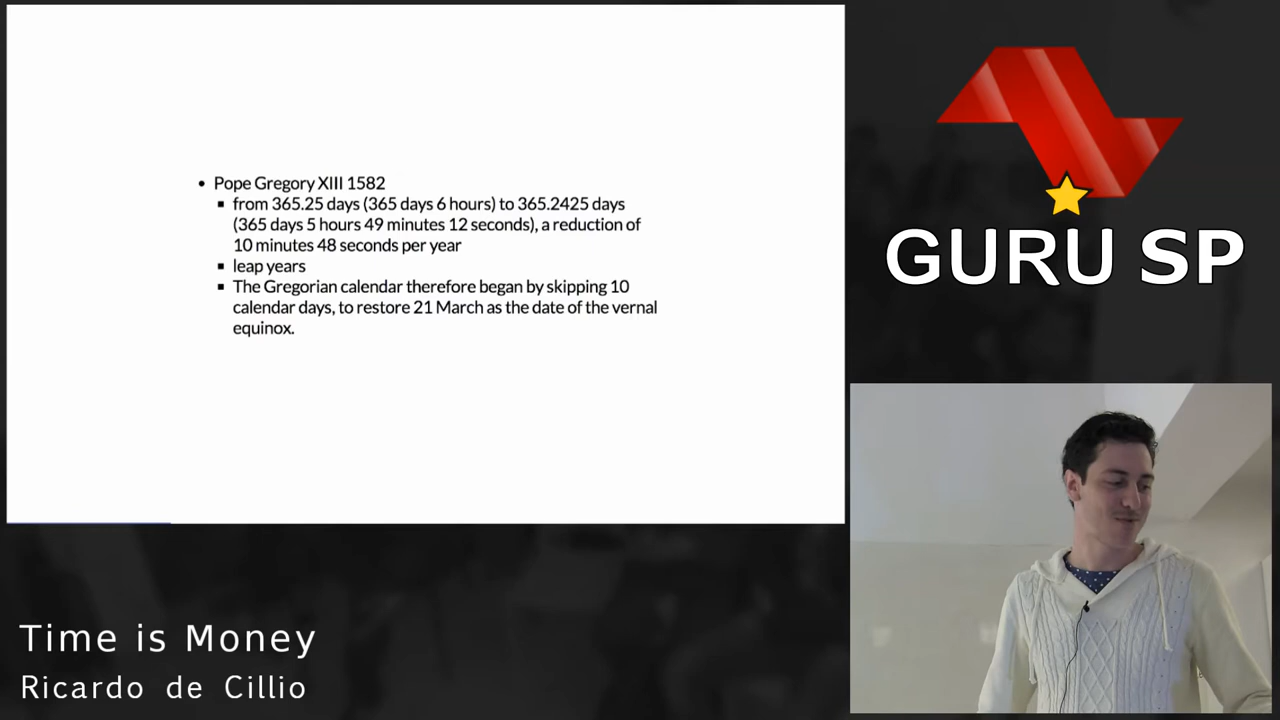 Pope Gregory XIII 1582
from 365.25 days (365 days 6 hours) to 365.2425 days
(365 days 5 hours 49 minutes 12 seconds), a reduction of
10 minutes 48 seconds per year
leap years
The Gregorian calendar therefore began by skipping 10
calendar days, to restore 21 March as the date of the vernal
equinox.
GURU SP
Time is Money
Ricardo de Cillio